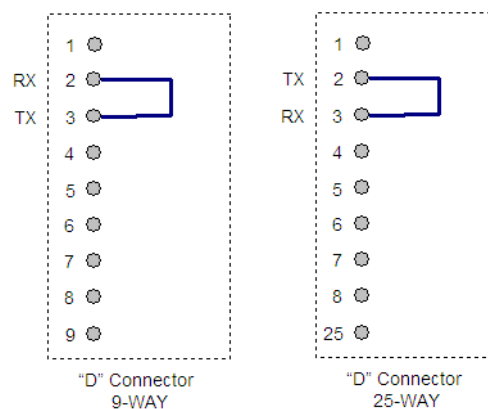 1
RX 2
TX 3
4
5
6
7
8
9
"D" Connector
9-WAY
1
TX 2
RX 3
4
5
6
7
8
25
"D" Connector
25-WAY